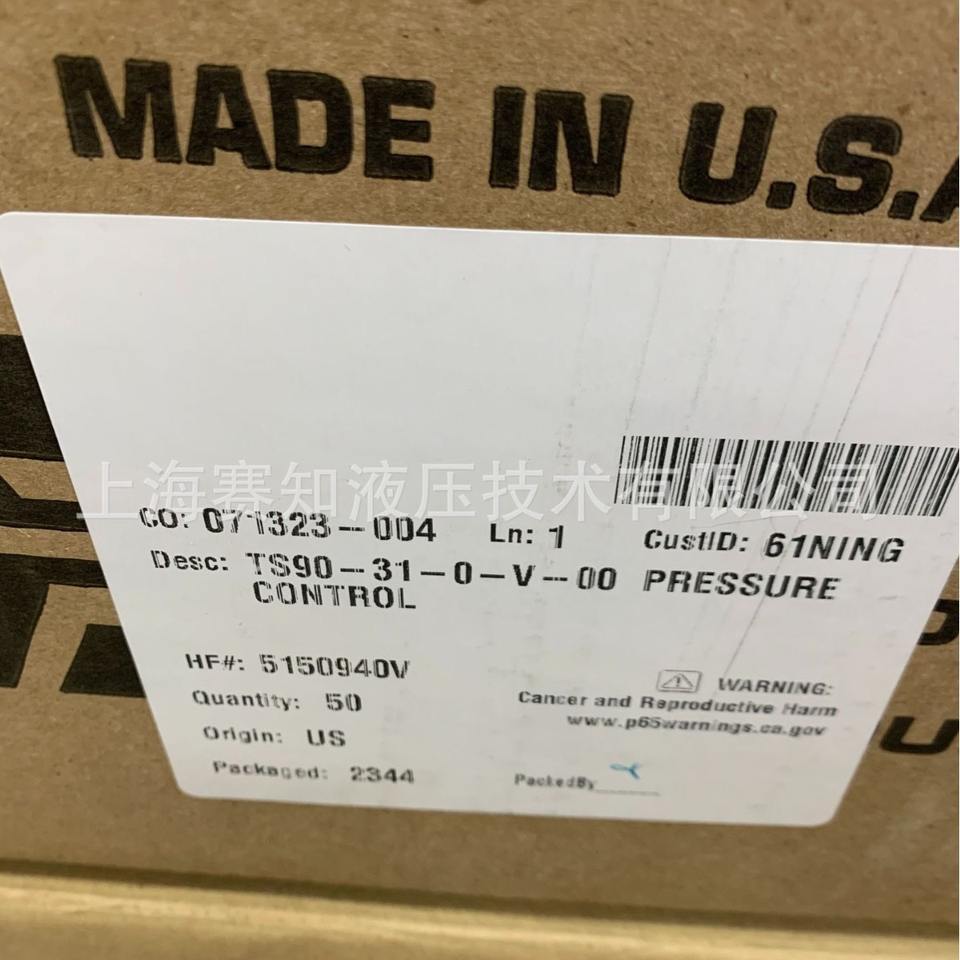 MADE IN U.S.
上海赛知液压技术有限公司
CO: 071323-004 Ln: 1 CustID: 61NING
Desc: TS90-31-0-V-00 PRESSURE
CONTROL
HF#: 5150940V
Quantity: 50
Origin: US
Packaged: 2344
WARNING:
Cancer and Reproductive Harm
www.p65warnings.ca.gov
PackedBy